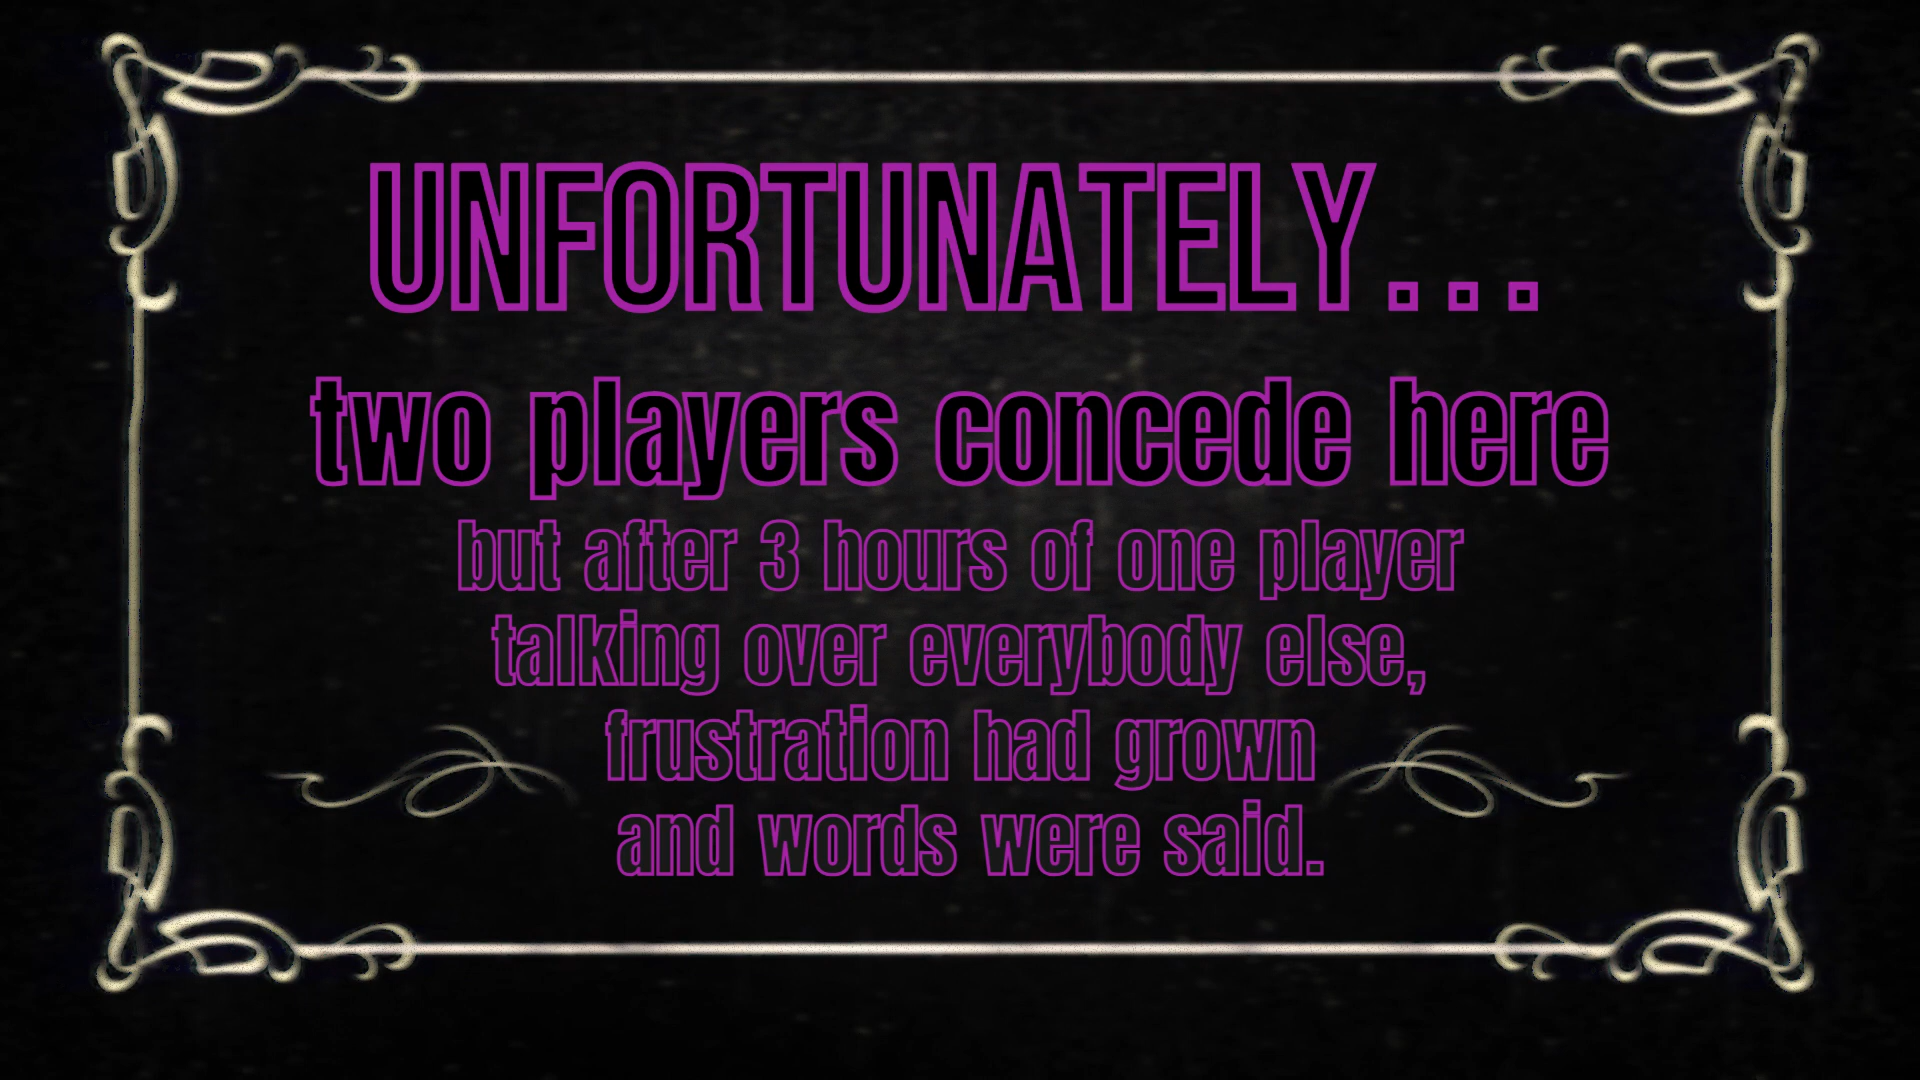 UNFORTUNATELY...
two players concede here
but after 3 hours of one player
talking over everybody else,
frustration had grown
and words were said.